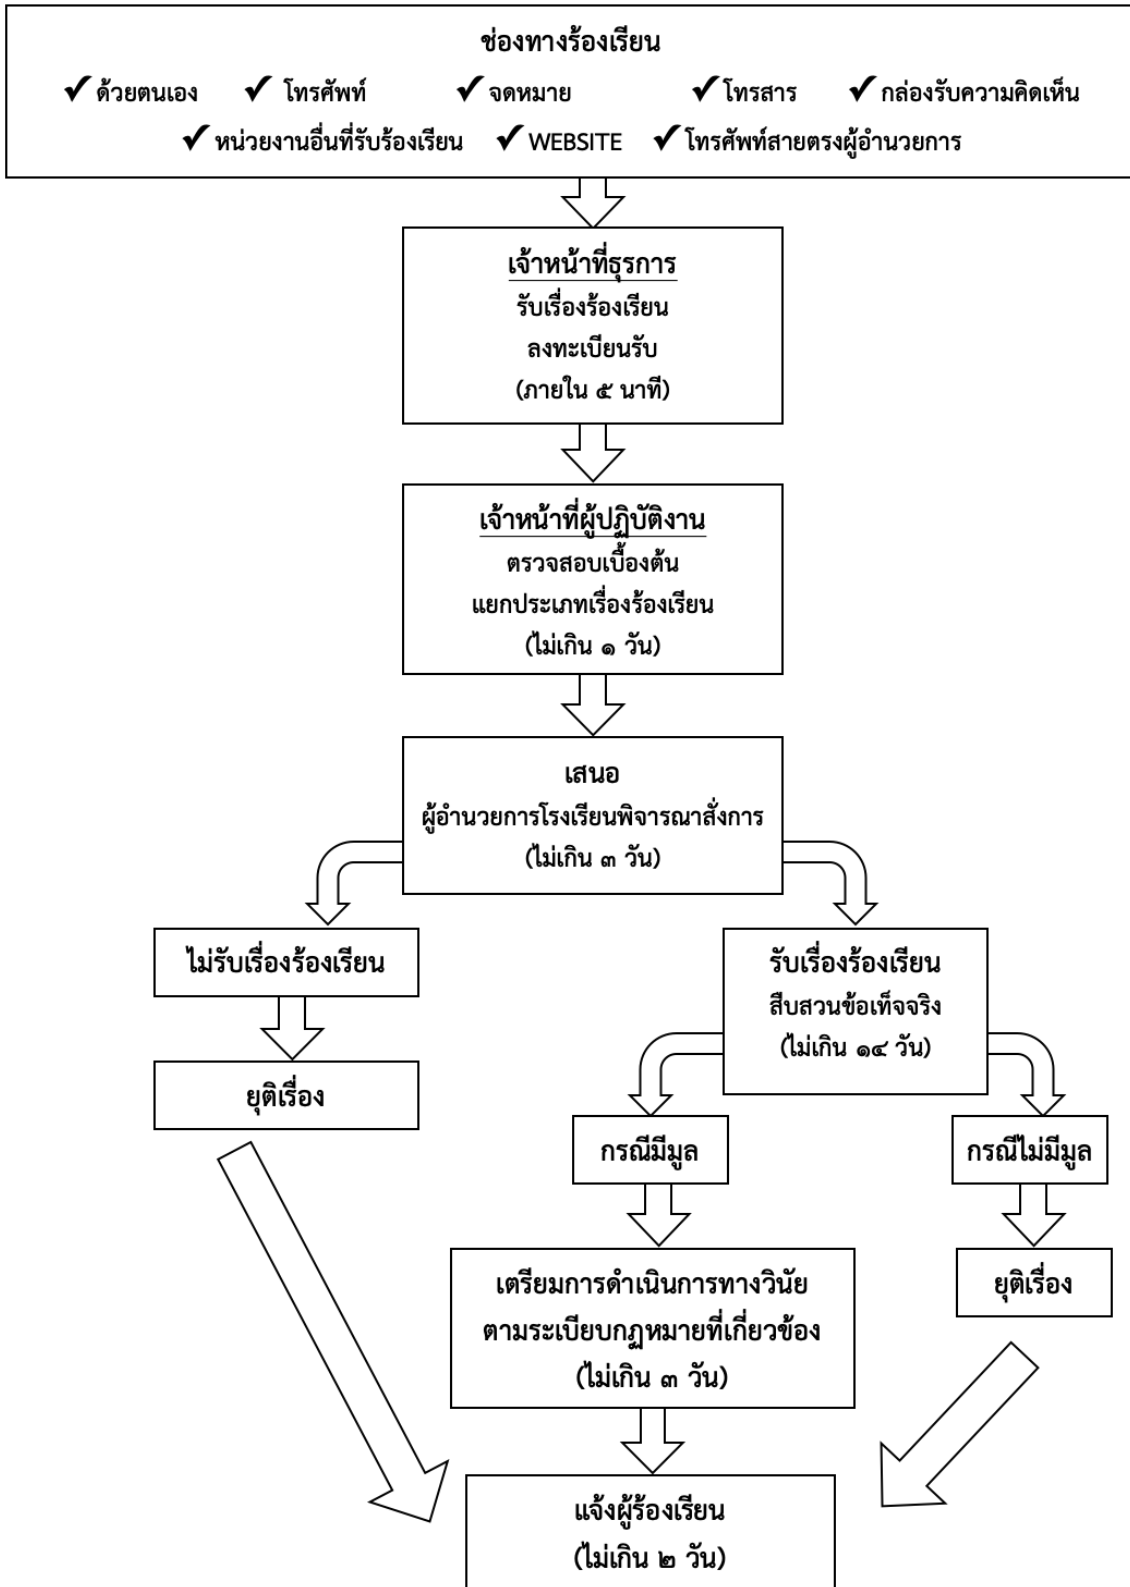 ช่องทางร้องเรียน
✓ ด้วยตนเอง ✓ โทรศัพท์ ✓ จดหมาย ✓ โทรสาร ✓ กล่องรับความคิดเห็น
✓ หน่วยงานอื่นที่รับร้องเรียน ✓ WEBSITE ✓ โทรศัพท์สายตรงผู้อำนวยการ
เจ้าหน้าที่ธุรการ
รับเรื่องร้องเรียน
ลงทะเบียนรับ
(ภายใน ๕ นาที)
เจ้าหน้าที่ผู้ปฏิบัติงาน
ตรวจสอบเบื้องต้น
แยกประเภทเรื่องร้องเรียน
(ไม่เกิน ๑ วัน)
เสนอ
ผู้อำนวยการโรงเรียนพิจารณาสั่งการ
(ไม่เกิน ๓ วัน)
ไม่รับเรื่องร้องเรียน
ยุติเรื่อง
รับเรื่องร้องเรียน
สืบสวนข้อเท็จจริง
(ไม่เกิน ๑๔ วัน)
กรณีมีมูล
กรณีไม่มีมูล
เตรียมการดำเนินการทางวินัย
ตามระเบียบกฎหมายที่เกี่ยวข้อง
(ไม่เกิน ๓ วัน)
ยุติเรื่อง
แจ้งผู้ร้องเรียน
(ไม่เกิน ๒ วัน)